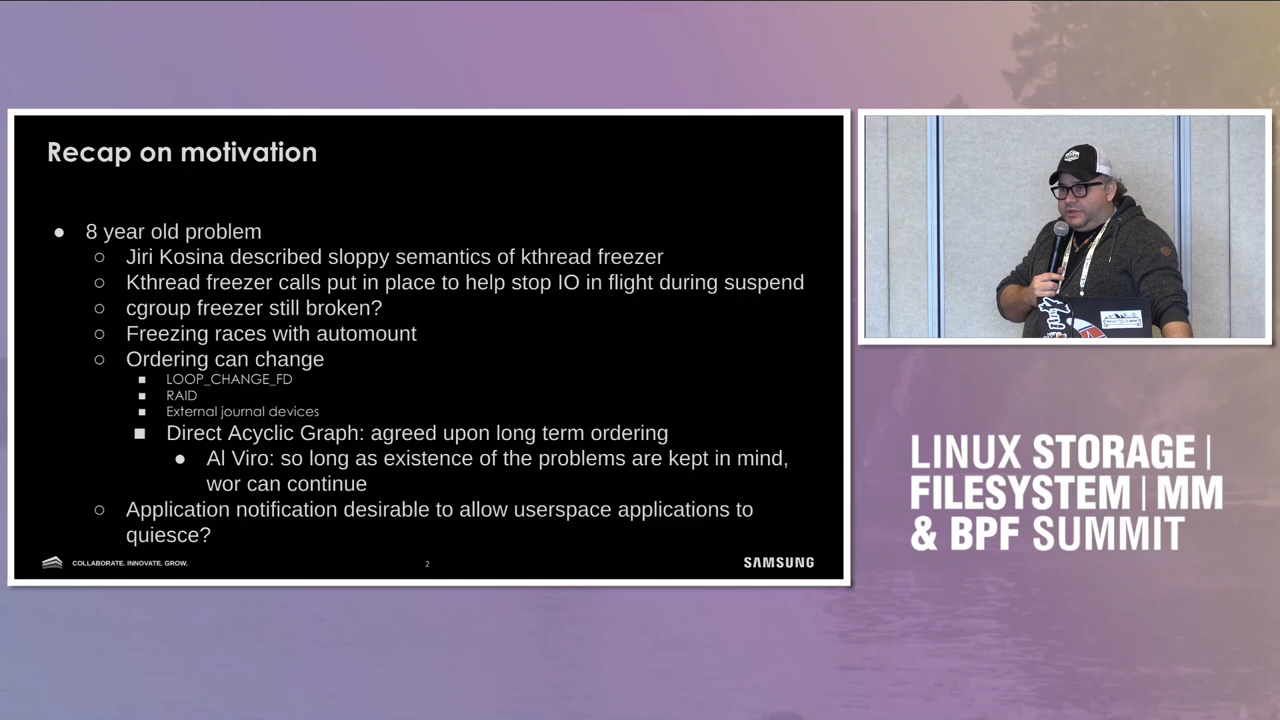 Recap on motivation
● 8 year old problem
○ Jiri Kosina described sloppy semantics of kthread freezer
○ Kthread freezer calls put in place to help stop IO in flight during suspend
○ cgroup freezer still broken?
○ Freezing races with automount
○ Ordering can change
■ LOOP_CHANGE_FD
■ RAID
■ External journal devices
■ Direct Acyclic Graph: agreed upon long term ordering
● Al Viro: so long as existence of the problems are kept in mind,
wor can continue
○ Application notification desirable to allow userspace applications to
quiesce?
COLLABORATE. INNOVATE. GROW.
2
SAMSUNG
LINUX STORAGE |
FILESYSTEM | MM
& BPF SUMMIT